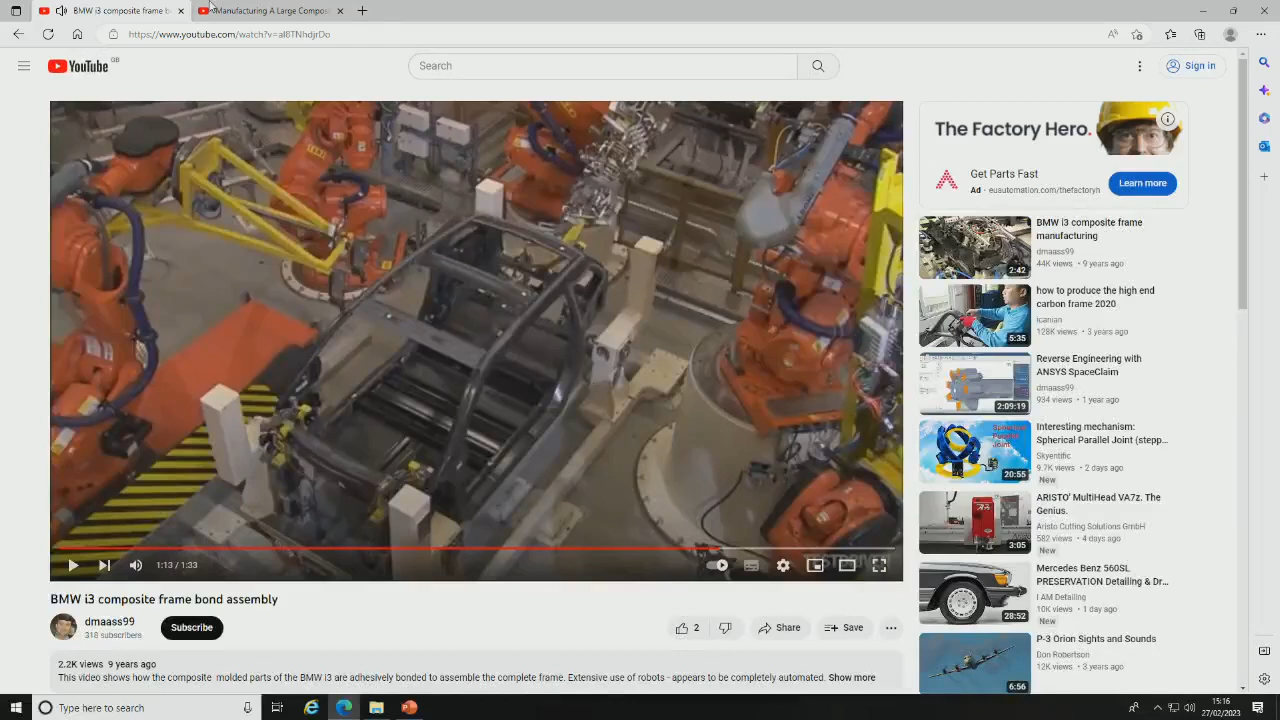 BMW i3 composite frame b
Manufacturing A Large Composi
https://www.youtube.com/watch?v=al8TNhdjrDo
YouTube GB
Search
Sign in
The Factory Hero.
Get Parts Fast
Ad · euautomation.com/thefactoryh
Learn more
BMW i3 composite frame
manufacturing
dmaass99
44K views • 9 years ago
2:42
how to produce the high end
carbon frame 2020
icanian
128K views • 3 years ago
5:35
Reverse Engineering with
ANSYS SpaceClaim
dmaass99
934 views • 1 year ago
2:09:19
Interesting mechanism:
Spherical Parallel Joint (stepp...
Skyentific
9.7K views • 2 days ago
New
Spherical
Parallel
Joint
20:55
ARISTO' MultiHead VA7z. The
Genius.
Aristo Cutting Solutions GmbH
582 views • 4 days ago
New
3:05
Mercedes Benz 560SL
PRESERVATION Detailing & Dr...
I AM Detailing
10K views • 1 day ago
New
28:52
P-3 Orion Sights and Sounds
Don Robertson
12K views • 3 years ago
6:56
TESTDRIVEN
1:13 / 1:33
BMW i3 composite frame bond assembly
dmaass99
318 subscribers
Subscribe
2
Share
Save
2.2K views 9 years ago
This video shows how the composite molded parts of the BMW i3 are adhesively bonded to assemble the complete frame. Extensive use of robots - appears to be completely automated. Show more
Type here to search
15:16
27/02/2023